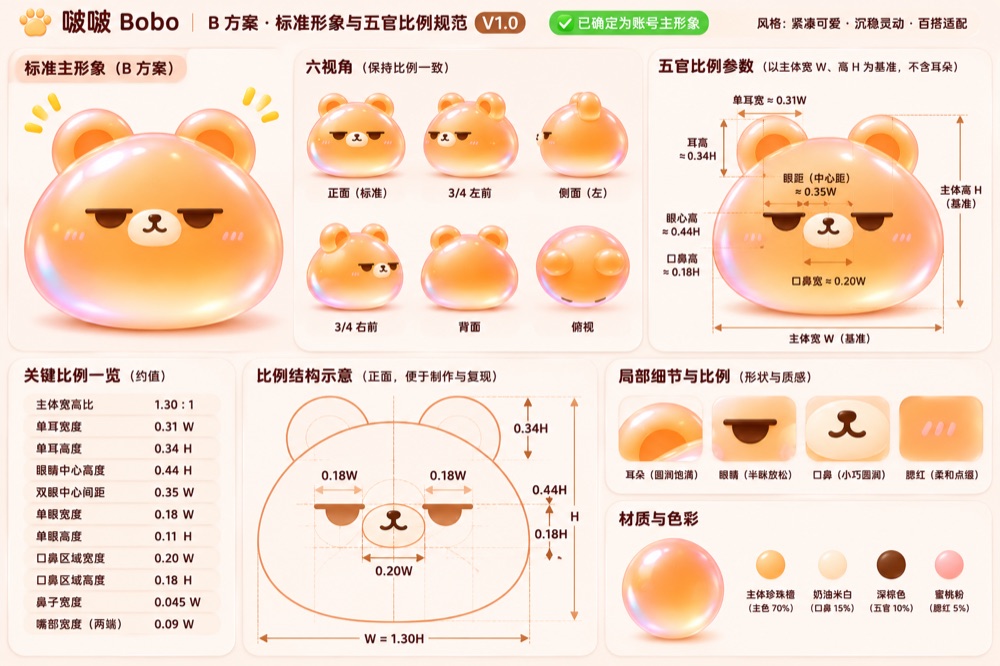 啵啵 Bobo
B 方案 · 标准形象与五官比例规范 V1.0
已确定为账号主形象
风格：紧凑可爱 · 沉稳灵动 · 百搭适配
标准主形象（B 方案）
六视角（保持比例一致）
正面（标准）
3/4 左前
侧面（左）
3/4 右前
背面
俯视
五官比例参数（以主体宽 W、高 H 为基准，不含耳朵）
单耳宽 ≈ 0.31W
耳高
≈ 0.34H
眼距（中心距）
≈ 0.35W
主体高 H
（基准）
眼心高
≈ 0.44H
口鼻高
≈ 0.18H
口鼻宽 ≈ 0.20W
主体宽 W（基准）
关键比例一览（约值）
主体宽高比 1.30 : 1
单耳宽度 0.31 W
单耳高度 0.34 H
眼睛中心高度 0.44 H
双眼中心间距 0.35 W
单眼宽度 0.18 W
单眼高度 0.11 H
口鼻区域宽度 0.20 W
口鼻区域高度 0.18 H
鼻子宽度 0.045 W
嘴部宽度（两端） 0.09 W
比例结构示意（正面，便于制作与复现）
0.34H
0.18W
0.18W
0.44H
H
0.18H
0.20W
W = 1.30H
局部细节与比例（形状与质感）
耳朵（圆润饱满）
眼睛（半眯放松）
口鼻（小巧圆润）
腮红（柔和点缀）
材质与色彩
主体珍珠橙
（主色 70%）
奶油米白
（口鼻 15%）
深棕色
（五官 10%）
蜜桃粉
（腮红 5%）